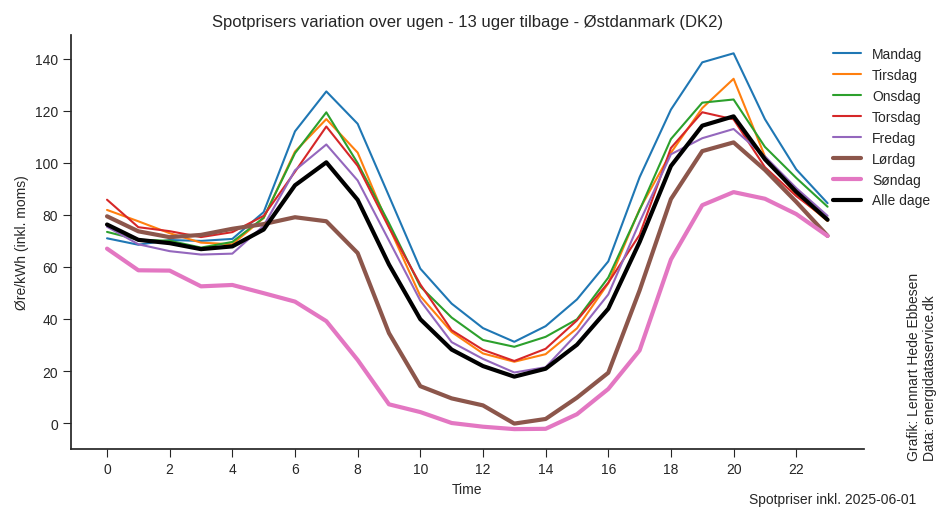 Spotprisers variation over ugen - 13 uger tilbage - Østdanmark (DK2)
Øre/kWh (inkl. moms)
140
120
100
80
60
40
20
0
0 2 4 6 8 10 12 14 16 18 20 22
Time
Mandag
Tirsdag
Onsdag
Torsdag
Fredag
Lørdag
Søndag
Alle dage
Grafik: Lennart Hede Ebbesen
Data: energidataservice.dk
Spotpriser inkl. 2025-06-01